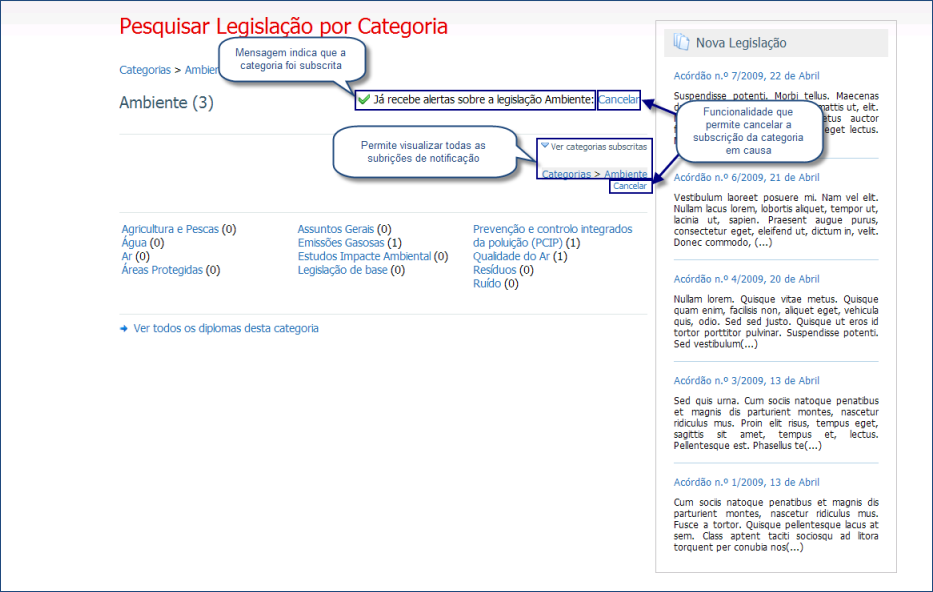 Pesquisar Legislação por Categoria
Mensagem indica que a
categoria foi subscrita
Categorias >
Ambiente (3)
Já recebe alertas sobre a legislação Ambiente:
Cancelar
Funcionalidade que
permite cancelar a
subscrição da categoria
em causa
Permite visualizar todas as
subrições de notificação
Ver categorias subscritas
Categorias > Ambiente
Cancelar
Agricultura e Pescas (0)
Água (0)
Ar (0)
Áreas Protegidas (0)
Assuntos Gerais (0)
Emissões Gasosas (1)
Estudos Impacte Ambiental (0)
Legislação de base (0)
Prevenção e controlo integrados
da poluição (PCIP) (1)
Qualidade do Ar (1)
Resíduos (0)
Ruído (0)
Ver todos os diplomas desta categoria
Nova Legislação
Acórdão n.º 7/2009, 22 de Abril
Suspendisse potenti. Morbi tellus. Maecenas
mattis ut, elit.
auctor
eget lectus.
Acórdão n.º 6/2009, 21 de Abril
Vestibulum laoreet posuere mi. Nam vel elit.
Nullam lacus lorem, lobortis aliquet, tempor ut,
lacinia ut, sapien. Praesent augue purus,
consectetur eget, eleifend ut, dictum in, velit.
Donec commodo, (...)
Acórdão n.º 4/2009, 20 de Abril
Nullam lorem. Quisque vitae metus. Quisque
quam enim, facilisis non, aliquet eget, vehicula
quis, odio. Sed sed justo. Quisque ut eros id
tortor porttitor pulvinar. Suspendisse potenti.
Sed vestibulum(...)
Acórdão n.º 3/2009, 13 de Abril
Sed quis urna. Cum sociis natoque penatibus
et magnis dis parturient montes, nascetur
ridiculus mus. Proin elit risus, tempus eget,
sagittis sit amet, tempus et, lectus.
Pellentesque est. Phasellus te(...)
Acórdão n.º 1/2009, 13 de Abril
Cum sociis natoque penatibus et magnis dis
parturient montes, nascetur ridiculus mus.
Fusce a tortor. Quisque pellentesque lacus at
sem. Class aptent taciti sociosqu ad litora
torquent per conubia nos(...)